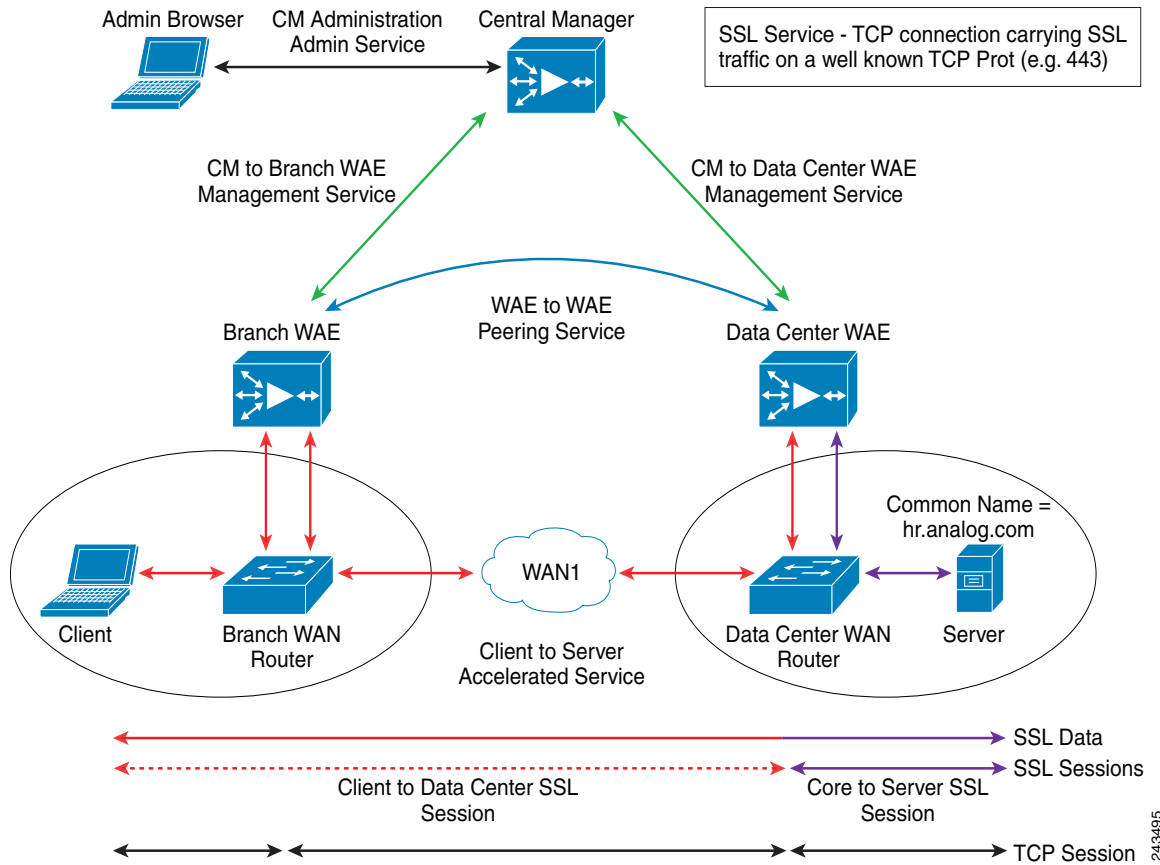 Admin Browser
CM Administration
Admin Service
Central Manager
SSL Service - TCP connection carrying SSL
traffic on a well known TCP Prot (e.g. 443)
CM to Branch WAE
Management Service
CM to Data Center WAE
Management Service
WAE to WAE
Peering Service
Branch WAE
Data Center WAE
Common Name =
hr.analog.com
WAN1
Client
Branch WAN
Router
Client to Server
Accelerated Service
Data Center WAN
Router
Server
SSL Data
SSL Sessions
Client to Data Center SSL
Session
Core to Server SSL
Session
TCP Session
243495